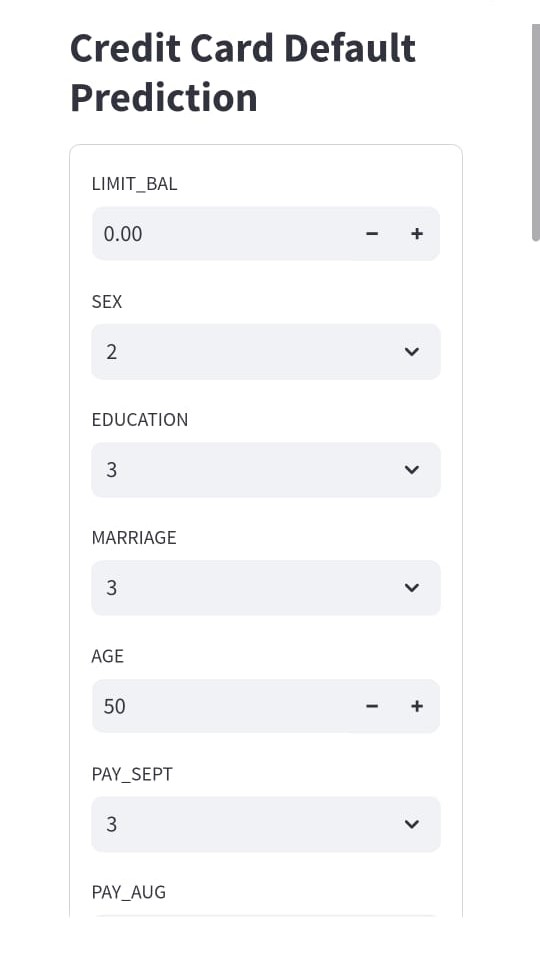 Credit Card Default
Prediction
LIMIT_BAL
0.00
SEX
2
EDUCATION
3
MARRIAGE
3
AGE
50
PAY_SEPT
3
PAY_AUG